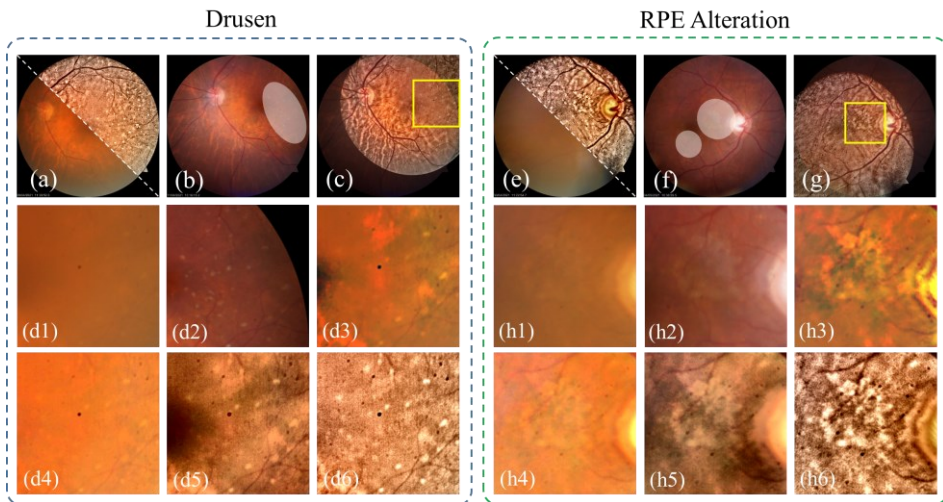 Drusen
RPE Alteration
(a)
(b)
(c)
(e)
(f)
(g)
(d1)
(d2)
(d3)
(h1)
(h2)
(h3)
(d4)
(d5)
(d6)
(h4)
(h5)
(h6)